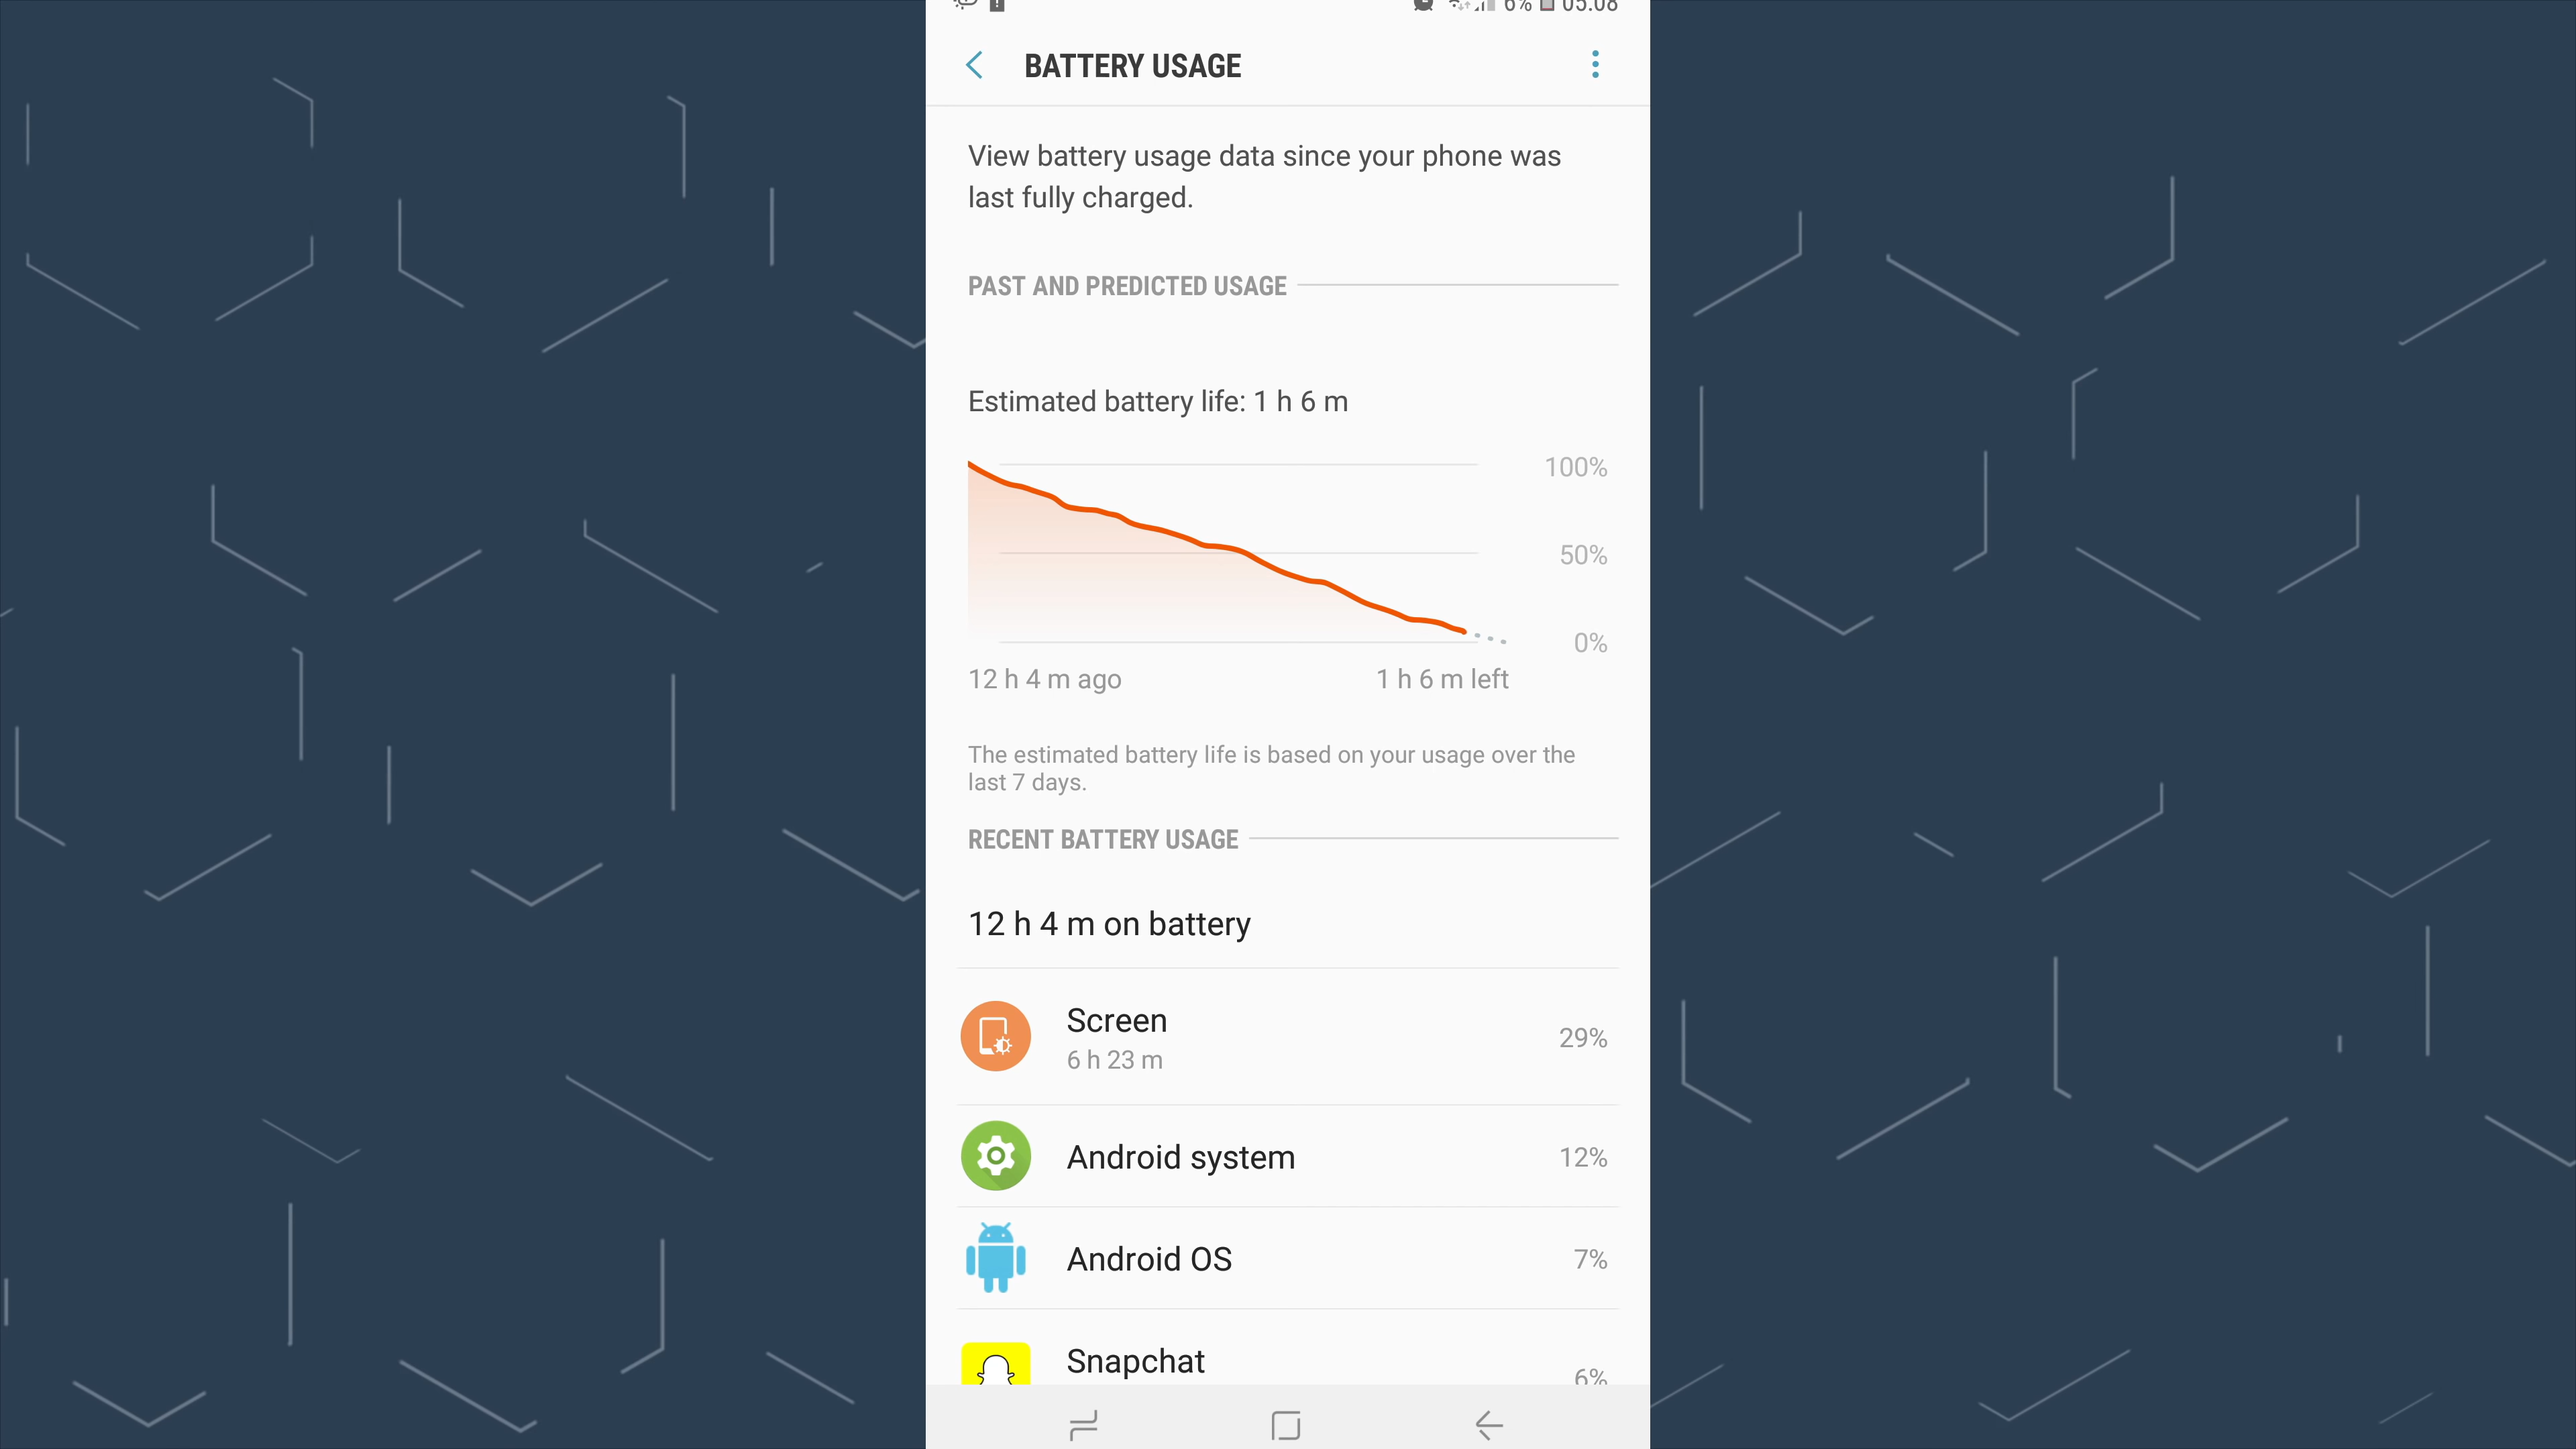 6% 05:08
BATTERY USAGE
View battery usage data since your phone was
last fully charged.
PAST AND PREDICTED USAGE
Estimated battery life: 1 h 6 m
100%
50%
0%
12 h 4 m ago 1 h 6 m left
The estimated battery life is based on your usage over the
last 7 days.
RECENT BATTERY USAGE
12 h 4 m on battery
Screen 29%
6 h 23 m
Android system 12%
Android OS 7%
Snapchat
6%